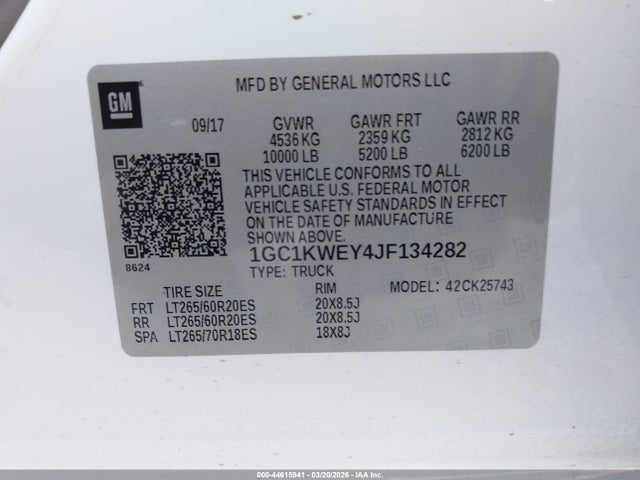 GM
MFD BY GENERAL MOTORS LLC
09/17 GVWR GAWR FRT GAWR RR
4536 KG 2359 KG 2812 KG
10000 LB 5200 LB 6200 LB
THIS VEHICLE CONFORMS TO ALL
APPLICABLE U.S. FEDERAL MOTOR
VEHICLE SAFETY STANDARDS IN EFFECT
ON THE DATE OF MANUFACTURE
SHOWN ABOVE.
8624
1GC1KWEY4JF134282
TYPE: TRUCK
TIRE SIZE RIM MODEL: 42CK25743
FRT LT265/60R20ES 20X8.5J
RR LT265/60R20ES 20X8.5J
SPA LT265/70R18ES 18X8J
000-44615941 - 03/20/2026 - IAA Corp.